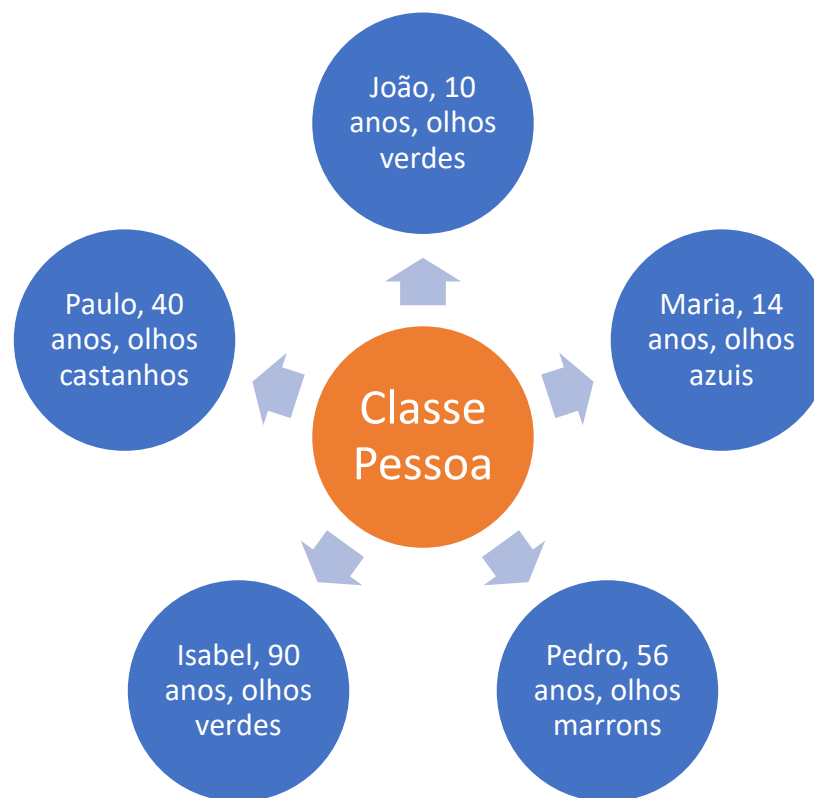 João, 10
anos, olhos
verdes
Paulo, 40
anos, olhos
castanhos
Maria, 14
anos, olhos
azuis
Classe
Pessoa
Isabel, 90
anos, olhos
verdes
Pedro, 56
anos, olhos
marrons